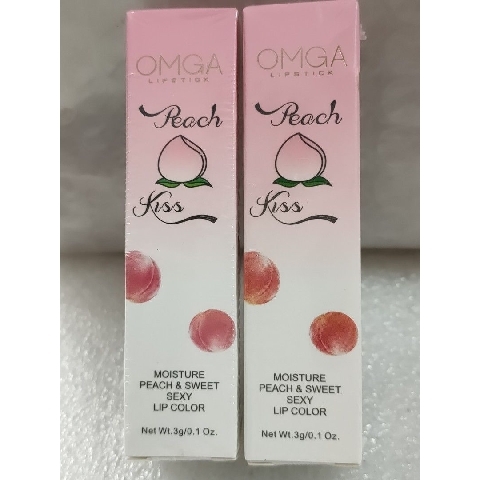 OMGA
LIPSTICK
Peach
Kiss
MOISTURE
PEACH & SWEET
SEXY
LIP COLOR
Net Wt.3g/0.1 Oz.
OMGA
LIPSTICK
Peach
Kiss
MOISTURE
PEACH & SWEET
SEXY
LIP COLOR
Net Wt.3g/0.1 Oz.